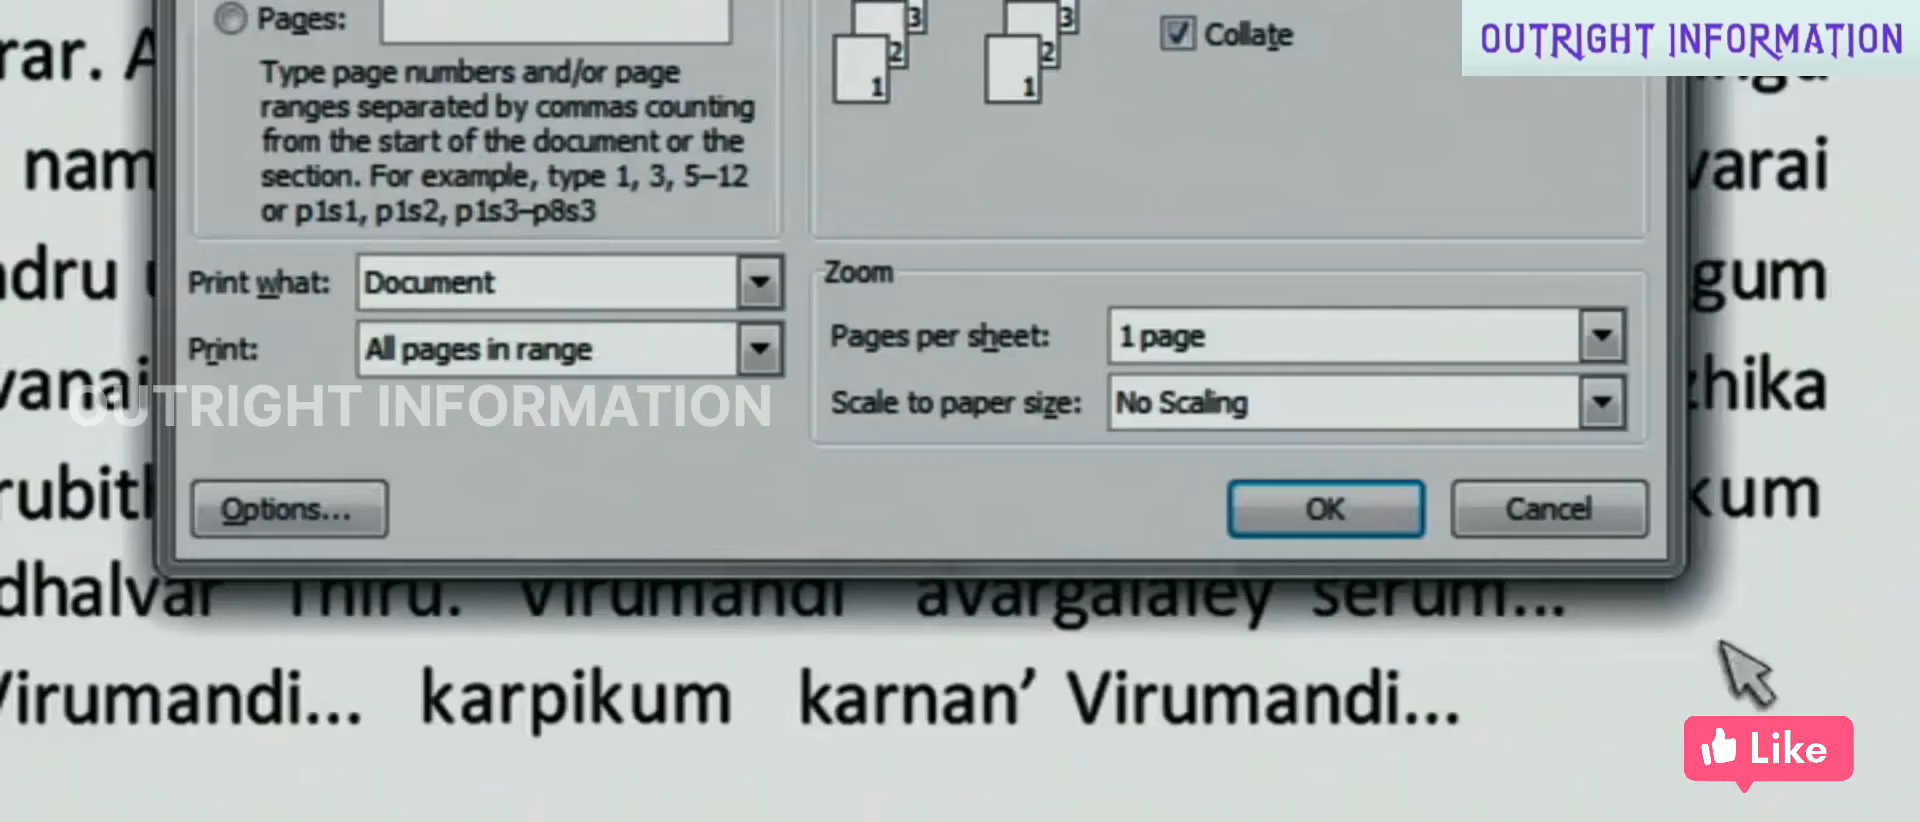 OUTRIGHT INFORMATION
Pages:
3
2
1
3
2
1
Collate
Type page numbers and/or page
ranges separated by commas counting
from the start of the document or the
section. For example, type 1, 3, 5–12
or p1s1, p1s2, p1s3–p8s3
rar. A
nam
varai
Print what: Document
Zoom
gum
Pages per sheet: 1 page
Print: All pages in range
vanai
zhika
Scale to paper size: No Scaling
OUTRIGHT INFORMATION
rubith
kum
Options...
OK
Cancel
dhalvar Thiru. Virumandi avargalaley serum...
Virumandi... karpikum karnan’ Virumandi...
Like